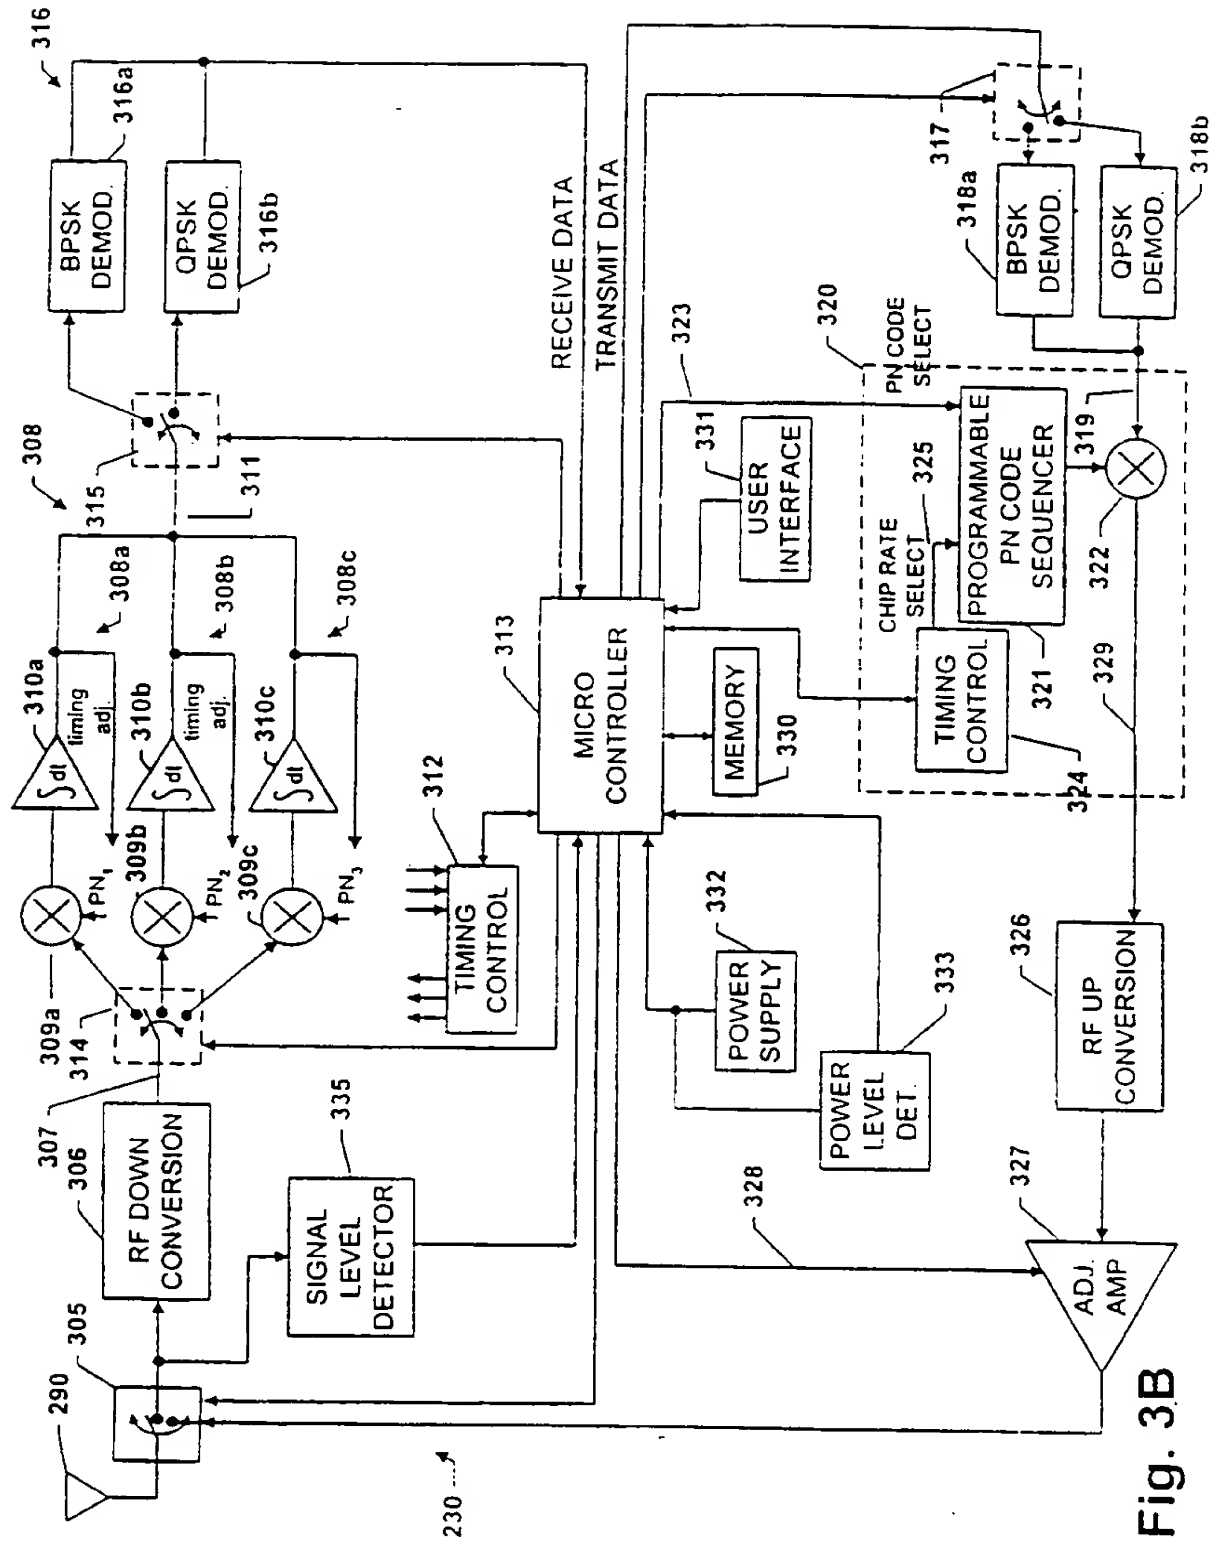 316
316a
BPSK
DEMOD.
QPSK
DEMOD.
316b
308
315
311
308a
308b
308c
310a
timing
adj.
310b
timing
adj.
310c
∫dt
∫dt
∫dt
PN1
309b
PN2
309c
PN3
309a
314
307
306
RF DOWN
CONVERSION
335
SIGNAL
LEVEL
DETECTOR
305
290
230
312
TIMING
CONTROL
313
MICRO
CONTROLLER
RECEIVE DATA
TRANSMIT DATA
323
331
USER
INTERFACE
MEMORY
330
332
POWER
SUPPLY
333
POWER
LEVEL
DET.
328
317
318a
BPSK
DEMOD.
QPSK
DEMOD.
318b
320
PN CODE
SELECT
319
325
CHIP RATE
SELECT
PROGRAMMABLE
PN CODE
SEQUENCER
321
322
TIMING
CONTROL
324
329
326
RF UP
CONVERSION
327
ADJ.
AMP
Fig. 3B